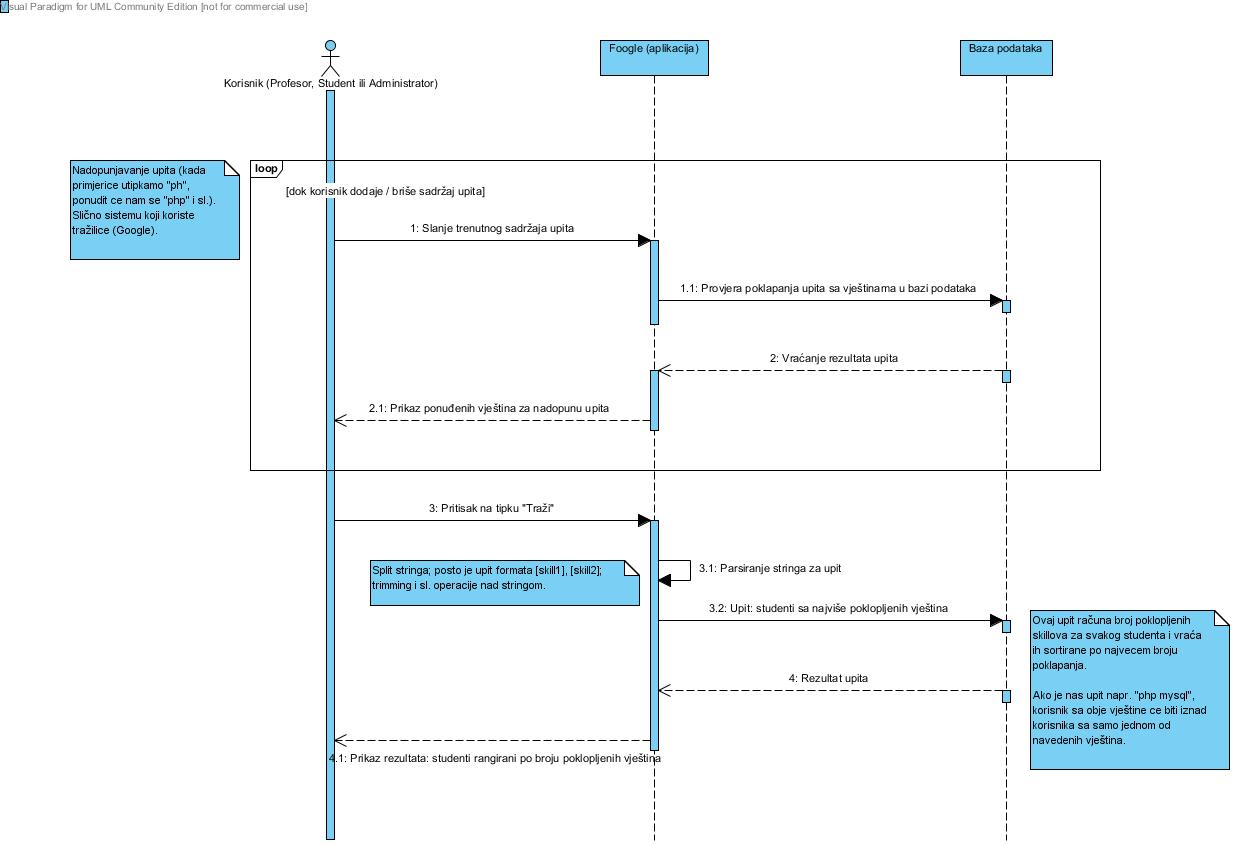 Visual Paradigm for UML Community Edition [not for commercial use]
Foogle (aplikacija)
Baza podataka
Korisnik (Profesor, Student ili Administrator)
Nadopunjavanje upita (kada
primjerice utipkamo "ph",
ponudit ce nam se "php" i sl.).
Slično sistemu koji koriste
tražilice (Google).
loop
[dok korisnik dodaje / briše sadržaj upita]
1: Slanje trenutnog sadržaja upita
1.1: Provjera poklapanja upita sa vještinama u bazi podataka
2: Vraćanje rezultata upita
2.1: Prikaz ponuđenih vještina za nadopunu upita
3: Pritisak na tipku "Traži"
Split stringa; posto je upit formata [skill1], [skill2];
trimming i sl. operacije nad stringom.
3.1: Parsiranje stringa za upit
3.2: Upit: studenti sa najviše poklopljenih vještina
Ovaj upit računa broj poklopljenih
skillova za svakog studenta i vraća
ih sortirane po najvecem broju
poklapanja.
Ako je nas upit napr. "php mysql",
korisnik sa obje vještine ce biti iznad
korisnika sa samo jednom od
navedenih vještina.
4: Rezultat upita
4.1: Prikaz rezultata: studenti rangirani po broju poklopljenih vještina